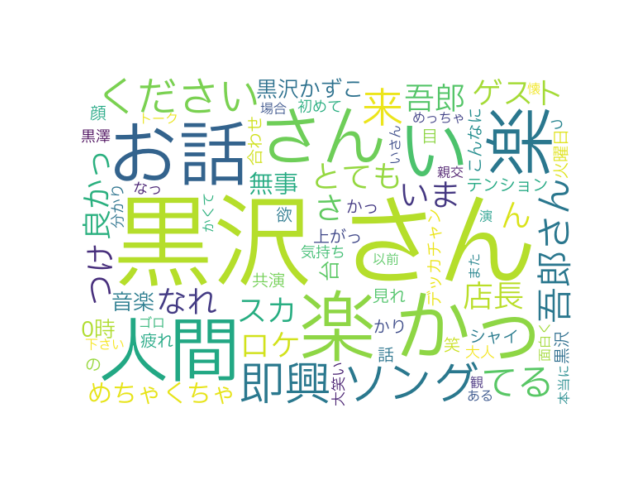 ください
黒沢かずこ
場合
初めて
吾郎
めっちゃ
ゲスト
懐
っ
顔
トーク
黒澤
お話
合わせ
さん
いさん
来
い
目
こんなに
楽
火曜日
良かっ
分かり
なっ
かくて
無事
とても
さ
かっ
いま
親交
テンション
ん
演
吾郎さん
黒沢さん
つけ
欲
上がっ
気持ち
台
以前
デッカチャン
また
共演
店長
0時
音楽
なれ
スカ
楽かっ
見れ
ゴロ
下さい
疲れ
の
人間
ロケ
かり
話
笑
シャイ
大人
面白く
本当に
黒沢
めちゃくちゃ
即興
大笑い
ソング
てる
観
ある